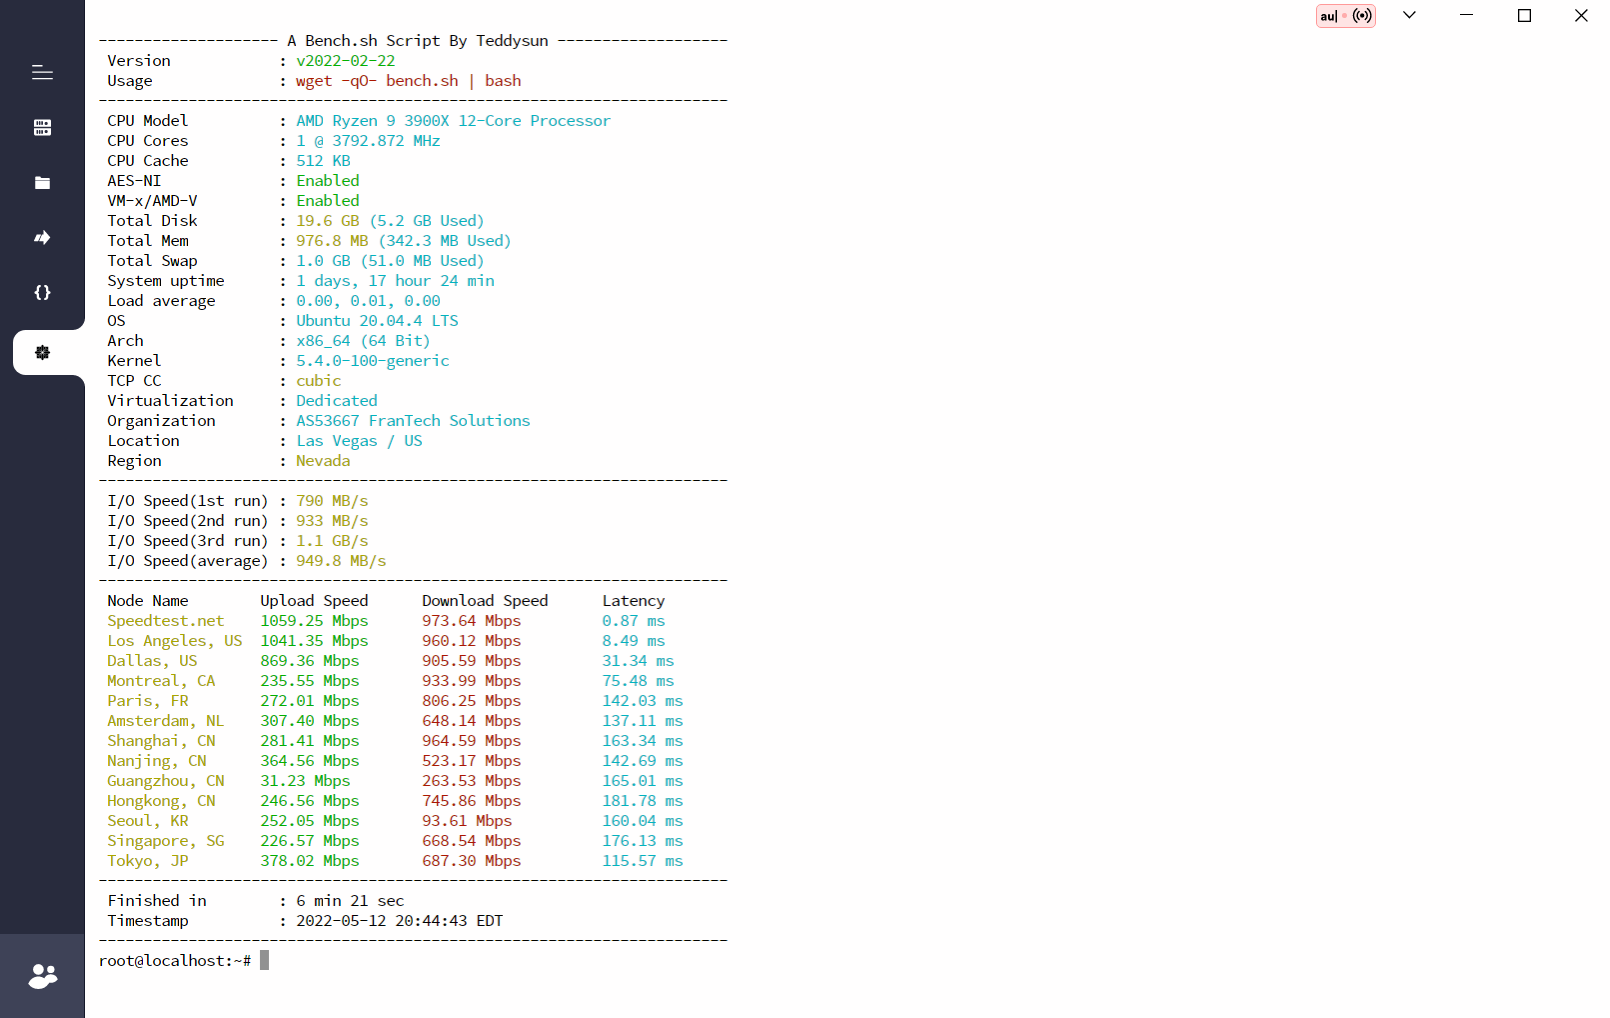 au|
-------------------- A Bench.sh Script By Teddysun -------------------
 Version            : v2022-02-22
 Usage              : wget -qO- bench.sh | bash
----------------------------------------------------------------------
 CPU Model          : AMD Ryzen 9 3900X 12-Core Processor
 CPU Cores          : 1 @ 3792.872 MHz
 CPU Cache          : 512 KB
 AES-NI             : Enabled
 VM-x/AMD-V         : Enabled
 Total Disk         : 19.6 GB (5.2 GB Used)
 Total Mem          : 976.8 MB (342.3 MB Used)
 Total Swap         : 1.0 GB (51.0 MB Used)
 System uptime      : 1 days, 17 hour 24 min
 Load average       : 0.00, 0.01, 0.00
 OS                 : Ubuntu 20.04.4 LTS
 Arch               : x86_64 (64 Bit)
 Kernel             : 5.4.0-100-generic
 TCP CC             : cubic
 Virtualization     : Dedicated
 Organization       : AS53667 FranTech Solutions
 Location           : Las Vegas / US
 Region             : Nevada
----------------------------------------------------------------------
 I/O Speed(1st run) : 790 MB/s
 I/O Speed(2nd run) : 933 MB/s
 I/O Speed(3rd run) : 1.1 GB/s
 I/O Speed(average) : 949.8 MB/s
----------------------------------------------------------------------
 Node Name        Upload Speed      Download Speed      Latency
 Speedtest.net    1059.25 Mbps      973.64 Mbps         0.87 ms
 Los Angeles, US  1041.35 Mbps      960.12 Mbps         8.49 ms
 Dallas, US       869.36 Mbps       905.59 Mbps         31.34 ms
 Montreal, CA     235.55 Mbps       933.99 Mbps         75.48 ms
 Paris, FR        272.01 Mbps       806.25 Mbps         142.03 ms
 Amsterdam, NL    307.40 Mbps       648.14 Mbps         137.11 ms
 Shanghai, CN     281.41 Mbps       964.59 Mbps         163.34 ms
 Nanjing, CN      364.56 Mbps       523.17 Mbps         142.69 ms
 Guangzhou, CN    31.23 Mbps        263.53 Mbps         165.01 ms
 Hongkong, CN     246.56 Mbps       745.86 Mbps         181.78 ms
 Seoul, KR        252.05 Mbps       93.61 Mbps          160.04 ms
 Singapore, SG    226.57 Mbps       668.54 Mbps         176.13 ms
 Tokyo, JP        378.02 Mbps       687.30 Mbps         115.57 ms
----------------------------------------------------------------------
 Finished in        : 6 min 21 sec
 Timestamp          : 2022-05-12 20:44:43 EDT
----------------------------------------------------------------------
root@localhost:~#